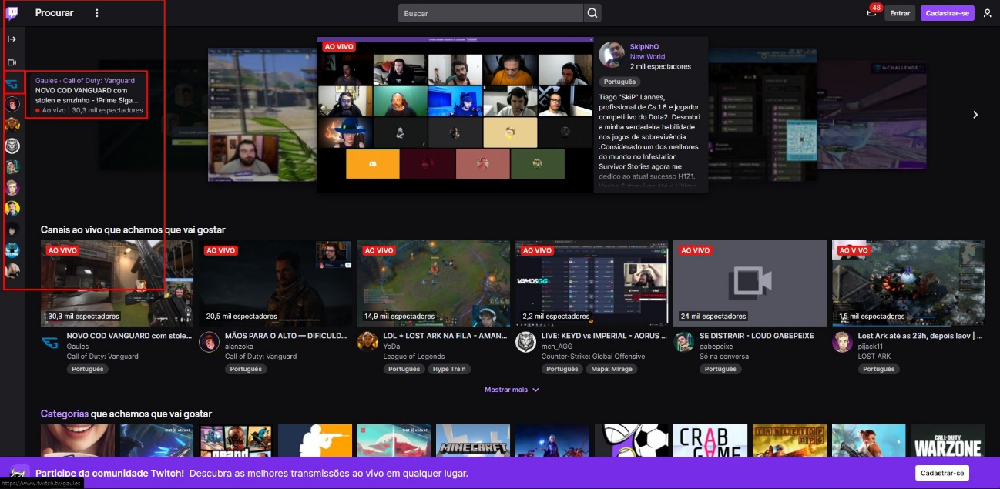 Procurar
Buscar
48
Entrar
Cadastrar-se
Gaules · Call of Duty: Vanguard
NOVO COD VANGUARD com
stolen e smzinho - !Prime Siga...
Ao vivo | 30,3 mil espectadores
AO VIVO
SkipNhO
New World
2 mil espectadores
Português
Tiago "SkiP" Lannes,
profissional de Cs 1.6 e jogador
competitivo do Dota2. Descobri
a minha verdadeira habilidade
nos jogos de sobrevivência
.Considerado um dos melhores
do mundo no Infestation
Survivor Stories agora me
dedico ao atual sucesso H1Z1.
CHALLENGE
Canais ao vivo que achamos que vai gostar
AO VIVO
30,3 mil espectadores
NOVO COD VANGUARD com stole...
Gaules
Call of Duty: Vanguard
Português
AO VIVO
20,5 mil espectadores
MÃOS PARA O ALTO — DIFICULD...
alanzoka
Call of Duty: Vanguard
Português
AO VIVO
14,9 mil espectadores
LOL + LOST ARK NA FILA - AMAN...
YoDa
League of Legends
Português Hype Train
AO VIVO
VAMOSGG
2,2 mil espectadores
LIVE: KEYD vs IMPERIAL - AORUS ...
mch_AGG
Counter-Strike: Global Offensive
Português Mapa: Mirage
AO VIVO
24 mil espectadores
SE DISTRAIR - LOUD GABEPEIXE
gabepeixe
Só na conversa
Português
AO VIVO
1,5 mil espectadores
Lost Ark até as 23h, depois !aov | ...
pijack11
LOST ARK
Português
Mostrar mais
Categorias que achamos que vai gostar
GRAND
MINECRAFT
CRAB
GAME
TABLETOP
CALL·DUTY
WARZONE
Participe da comunidade Twitch! Descubra as melhores transmissões ao vivo em qualquer lugar.
Cadastrar-se
https://www.twitch.tv/gaules